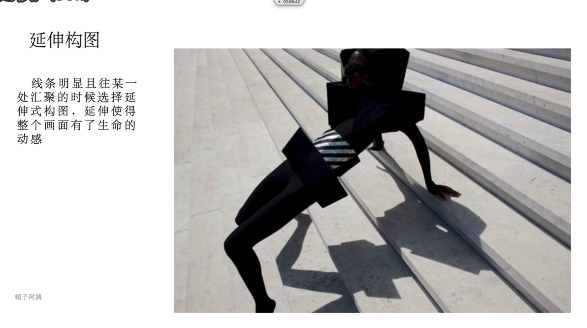 延伸构图
线条明显且往某一
处汇聚的时候选择延
伸式构图，延伸使得
整个画面有了生命的
动感
帽子阿姨